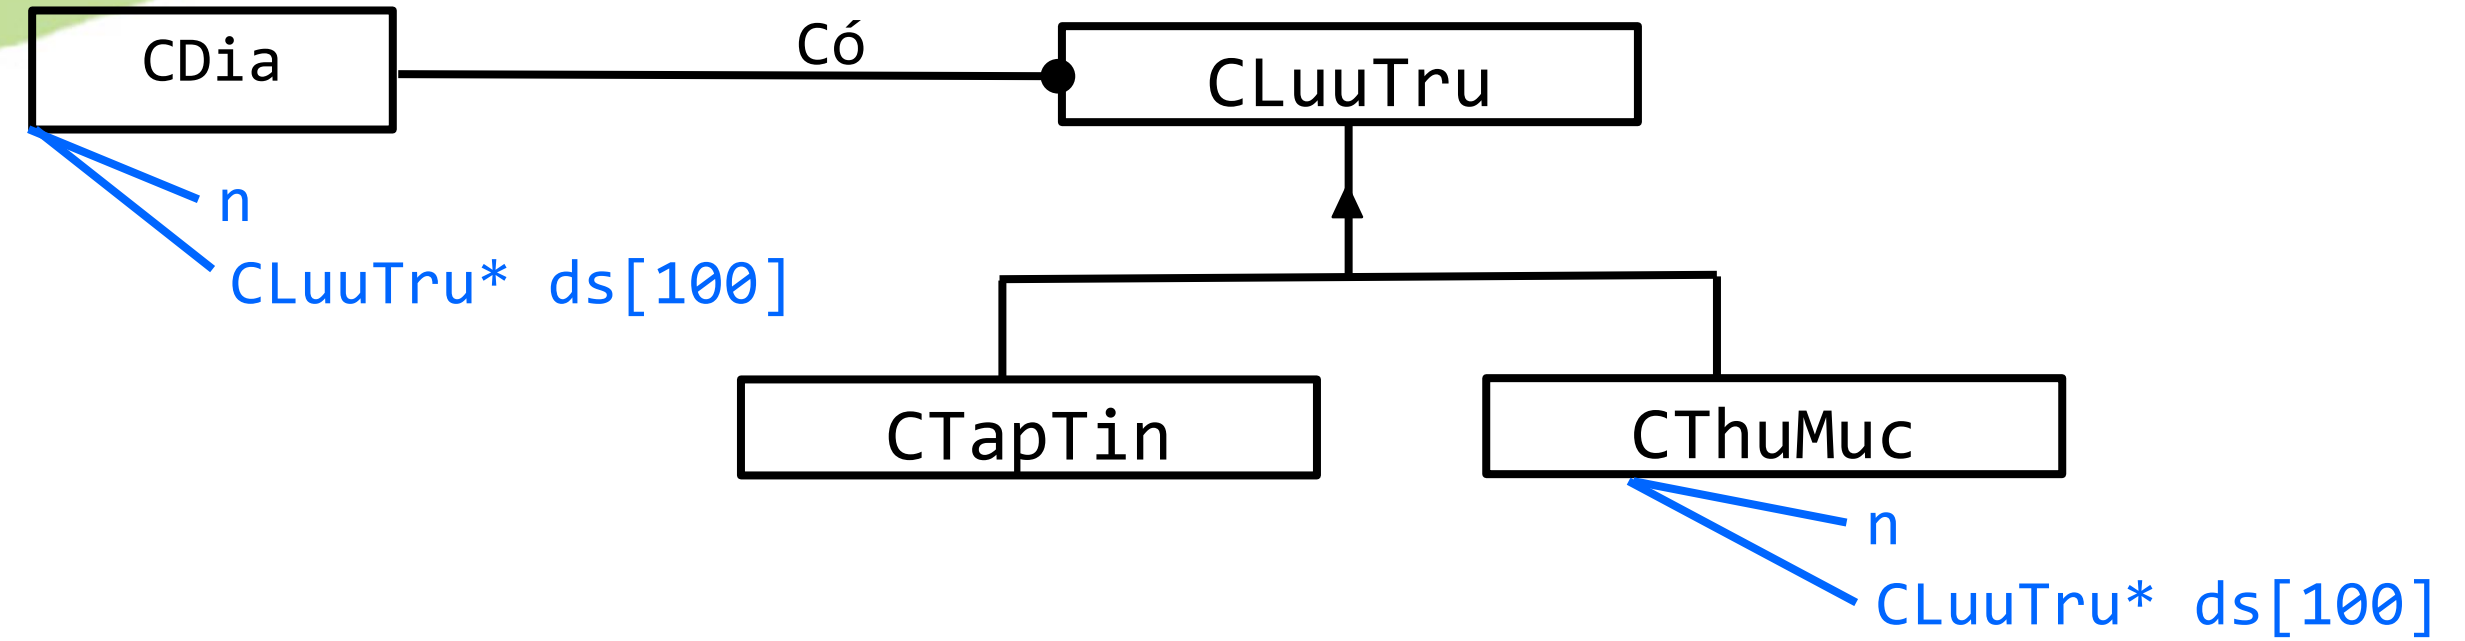 CDia
Có
CLuuTru
n
CLuuTru* ds[100]
CTapTin
CThuMuc
n
CLuuTru* ds[100]